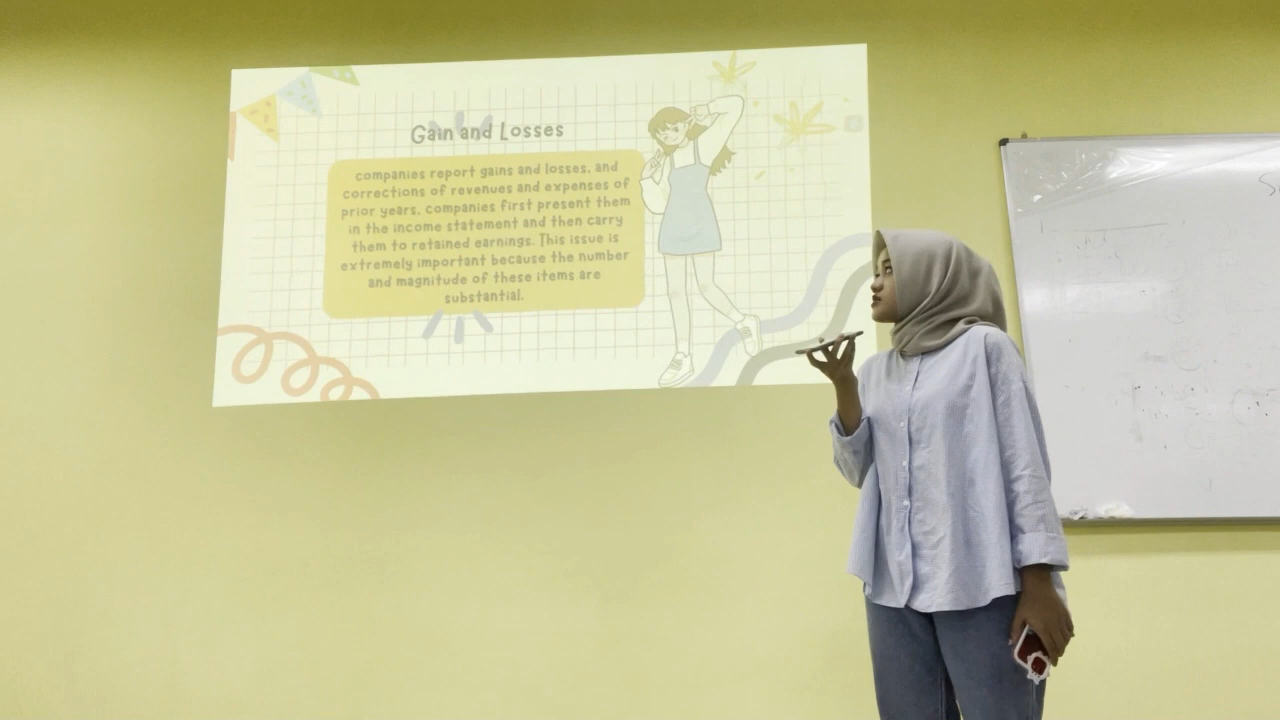 Gain and Losses
companies report gains and losses, and
corrections of revenues and expenses of
prior years. companies first present them
in the income statement and then carry
them to retained earnings. This issue is
extremely important because the number
and magnitude of these items are
substantial.